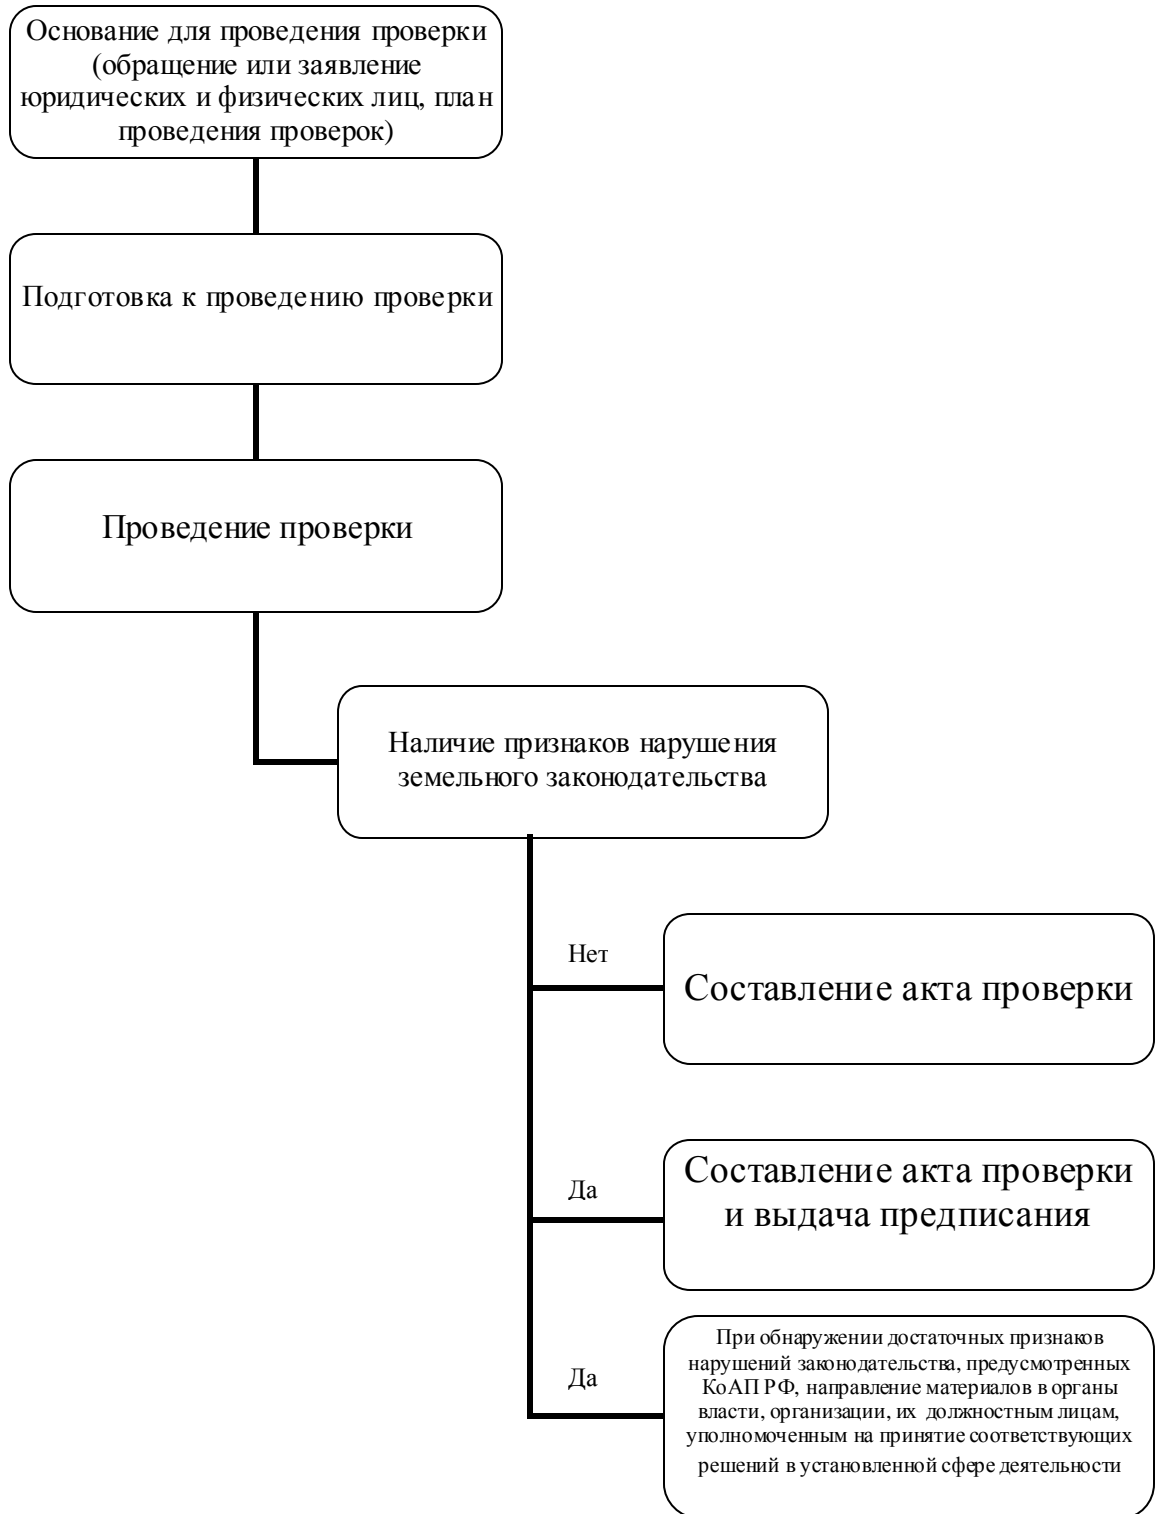 Основание для проведения проверки
(обращение или заявление
юридических и физических лиц, план
проведения проверок)
Подготовка к проведению проверки
Проведение проверки
Наличие признаков нарушения
земельного законодательства
Нет
Составление акта проверки
Да
Составление акта проверки
и выдача предписания
Да
При обнаружении достаточных признаков
нарушений законодательства, предусмотренных
КоАП РФ, направление материалов в органы
власти, организации, их должностным лицам,
уполномоченным на принятие соответствующих
решений в установленной сфере деятельности